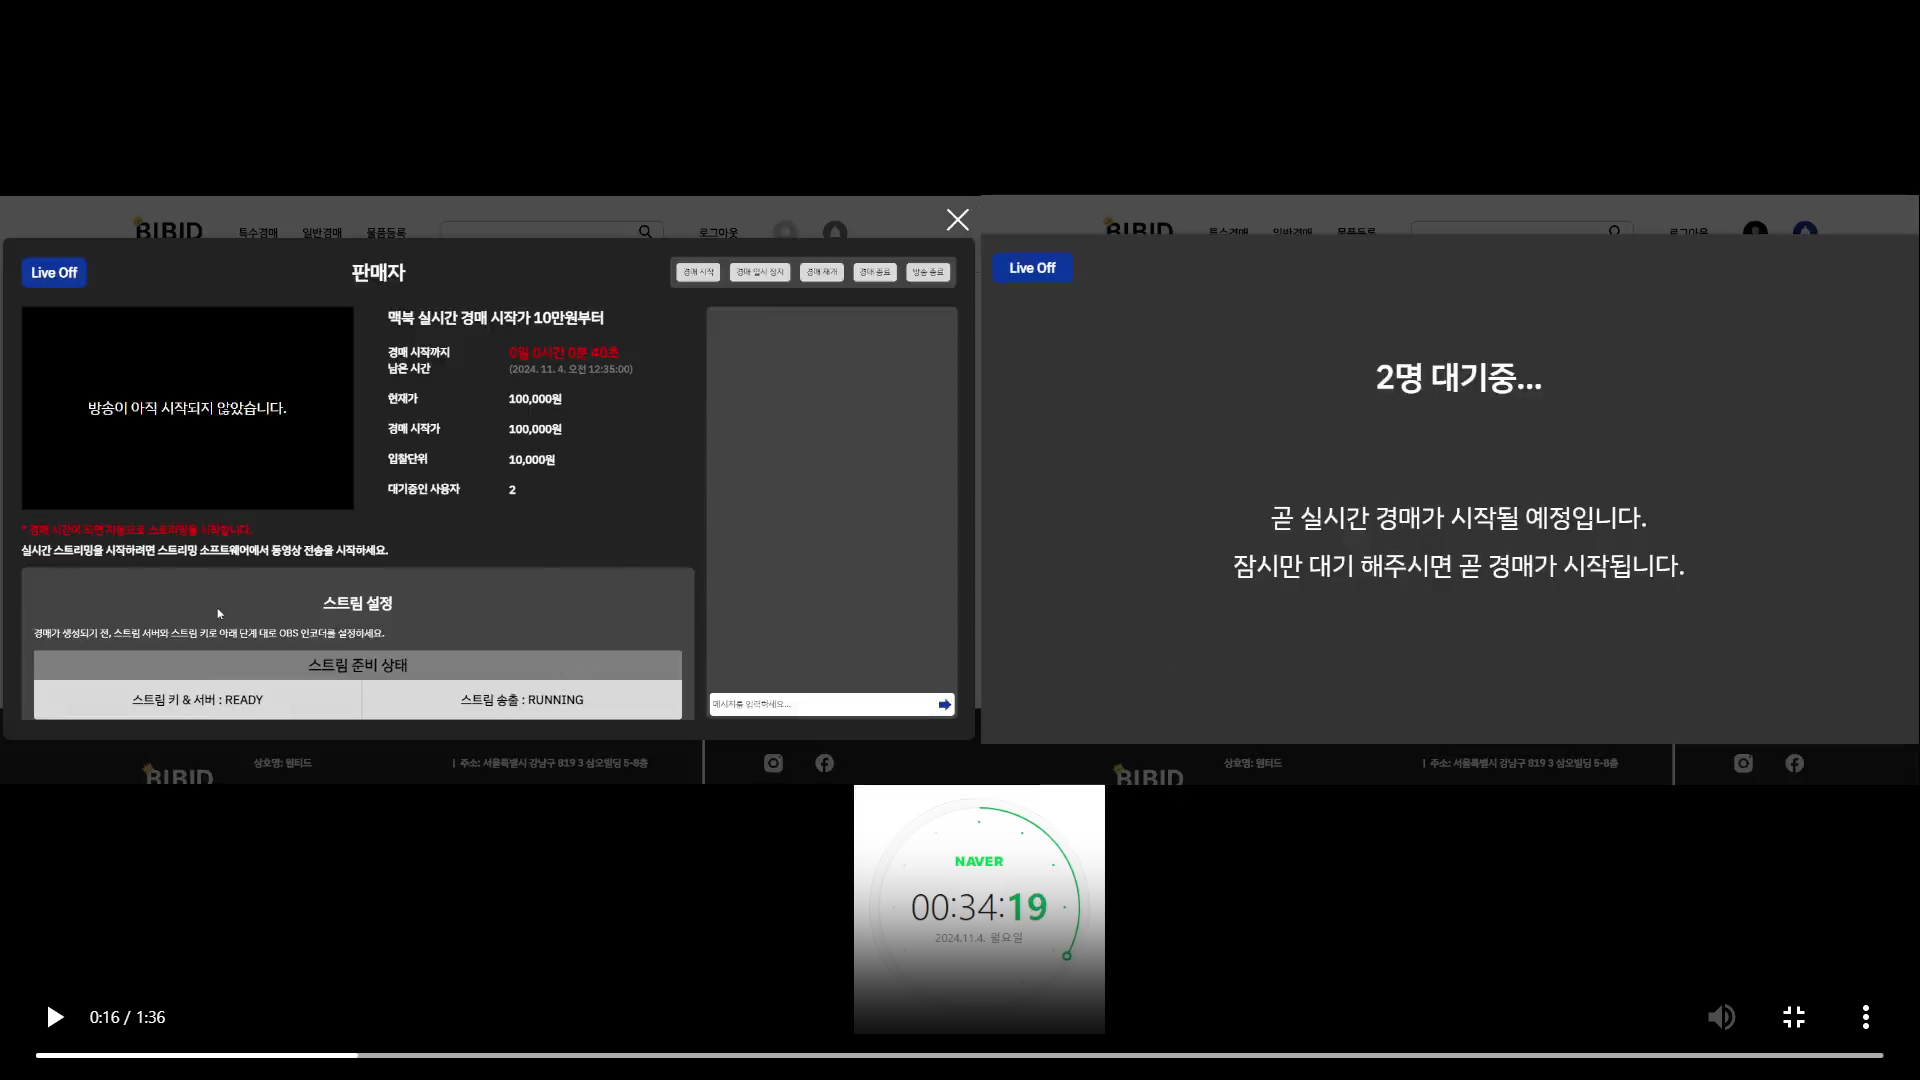 BIBID 특수경매 일반경매 물품등록 로그아웃
Live Off 판매자 경매 시작 경매 일시 정지 경매 재개 경매 종료 방송 종료
방송이 아직 시작되지 않았습니다.
맥북 실시간 경매 시작가 10만원부터
경매 시작까지 남은 시간 0일 0시간 0분 40초
(2024. 11. 4. 오전 12:35:00)
현재가 100,000원
경매 시작가 100,000원
입찰단위 10,000원
대기중인 사용자 2
* 경매 시간이 되면 자동으로 스트리밍을 시작합니다.
실시간 스트리밍을 시작하려면 스트리밍 소프트웨어에서 동영상 전송을 시작하세요.
스트림 설정
경매가 생성되기 전, 스트림 서버와 스트림 키로 아래 단계 대로 OBS 인코더를 설정하세요.
스트림 준비 상태
스트림 키 & 서버 : READY 스트림 송출 : RUNNING
메시지를 입력하세요...
BIBID 상호명: 원티드 | 주소: 서울특별시 강남구 819 3 삼오빌딩 5-8층
BIBID 특수경매 일반경매 물품등록 로그아웃
Live Off
2명 대기중...
곧 실시간 경매가 시작될 예정입니다.
잠시만 대기 해주시면 곧 경매가 시작됩니다.
BIBID 상호명: 원티드 | 주소: 서울특별시 강남구 819 3 삼오빌딩 5-8층
NAVER
00:34:19
2024.11.4. 월요일
0:16 / 1:36